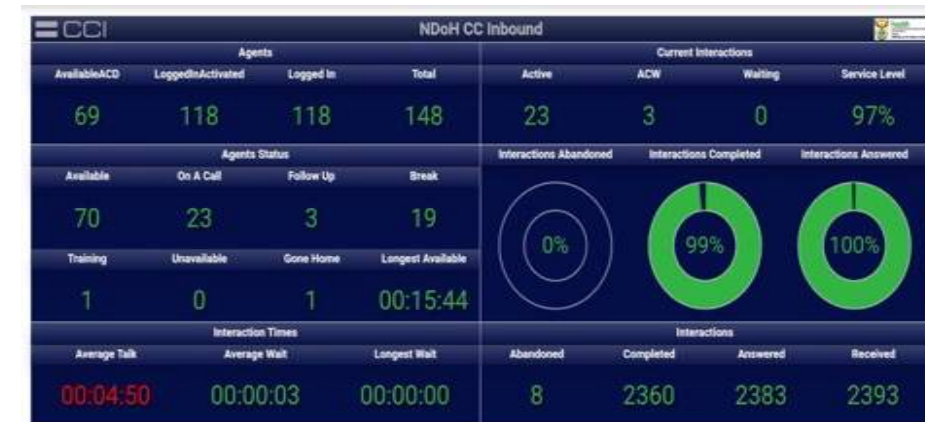 CCI
NDoH CC Inbound
health
Agents
AvailableACD LoggedInActivated Logged In Total
69 118 118 148
Current Interactions
Active ACW Waiting Service Level
23 3 0 97%
Agents Status
Available On A Call Follow Up Break
70 23 3 19
Training Unavailable Gone Home Longest Available
1 0 1 00:15:44
Interactions Abandoned Interactions Completed Interactions Answered
0% 99% 100%
Interaction Times
Average Talk Average Wait Longest Wait
00:04:50 00:00:03 00:00:00
Interactions
Abandoned Completed Answered Received
8 2360 2383 2393